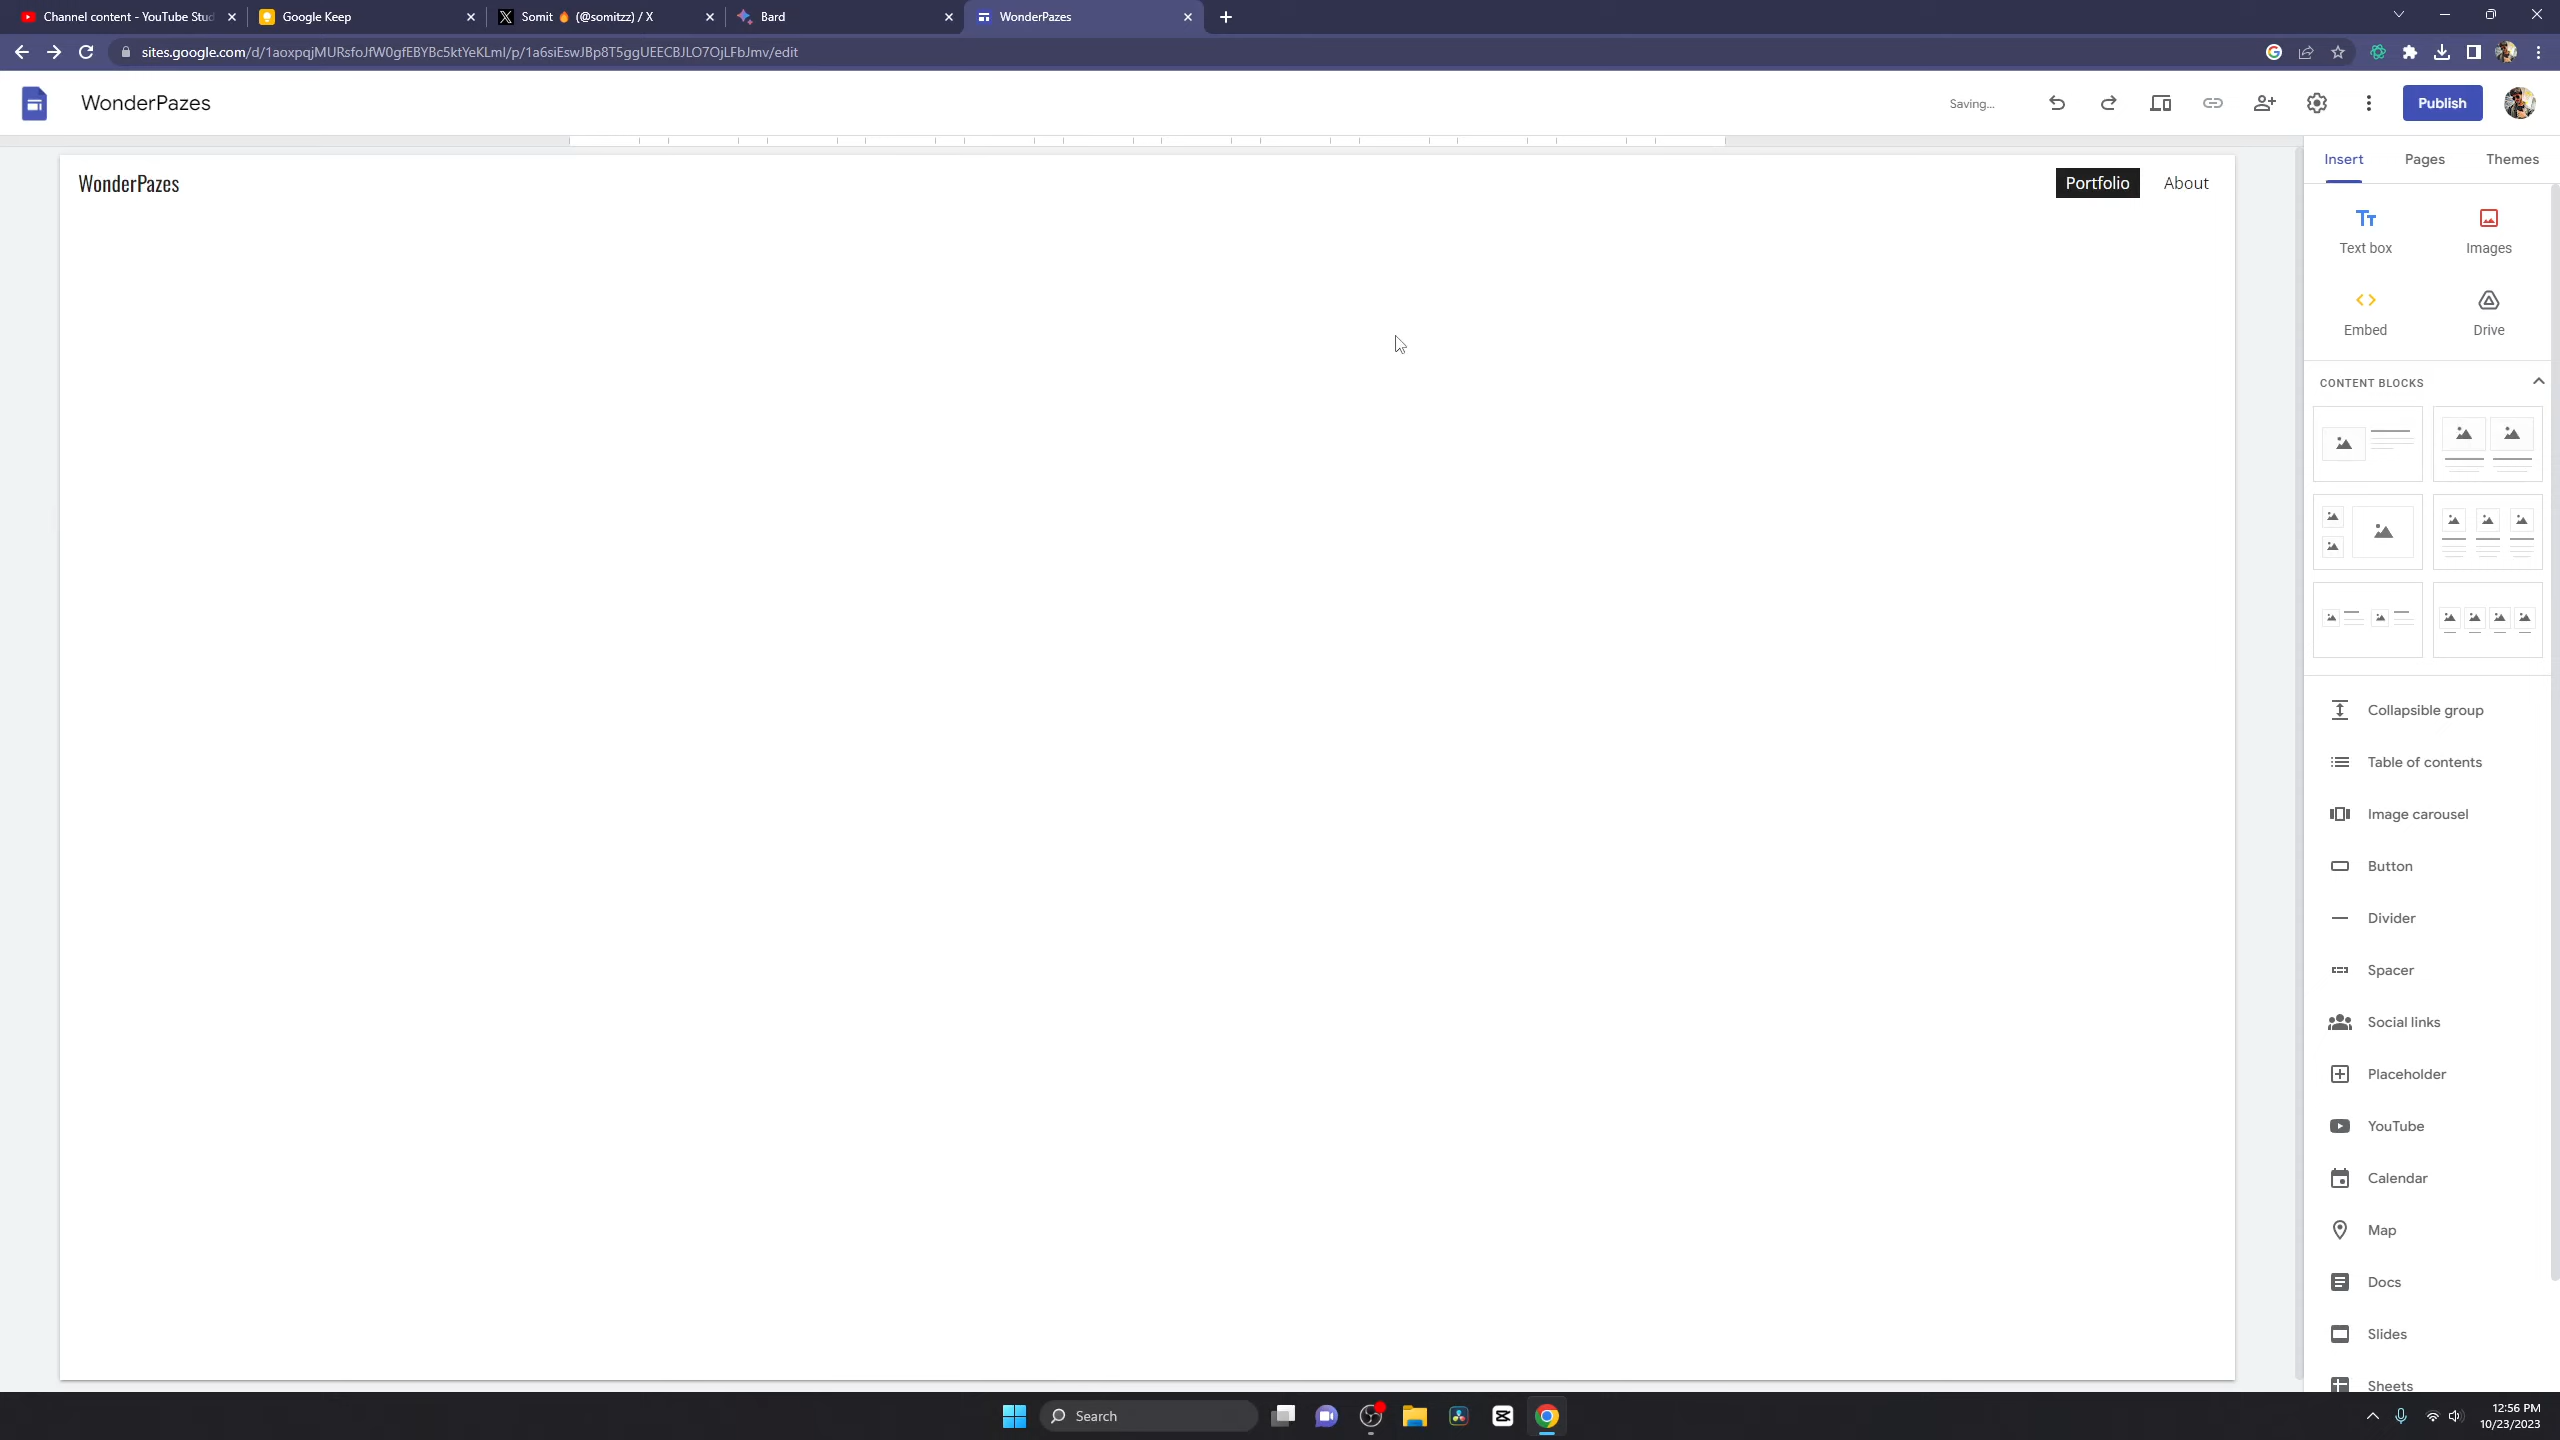 Channel content - YouTube Stud
Google Keep
Somit 🔥 (@somitzz) / X
Bard
WonderPazes
sites.google.com/d/1aoxpqjMURsfoJfW0gfEBYBc5ktYeKLmI/p/1a6siEswJBp8T5ggUEECBJLO7OjLFbJmv/edit
WonderPazes
Saving...
Publish
WonderPazes
Portfolio
About
Insert
Pages
Themes
Text box
Images
Embed
Drive
CONTENT BLOCKS
Collapsible group
Table of contents
Image carousel
Button
Divider
Spacer
Social links
Placeholder
YouTube
Calendar
Map
Docs
Slides
Sheets
Search
12:56 PM
10/23/2023